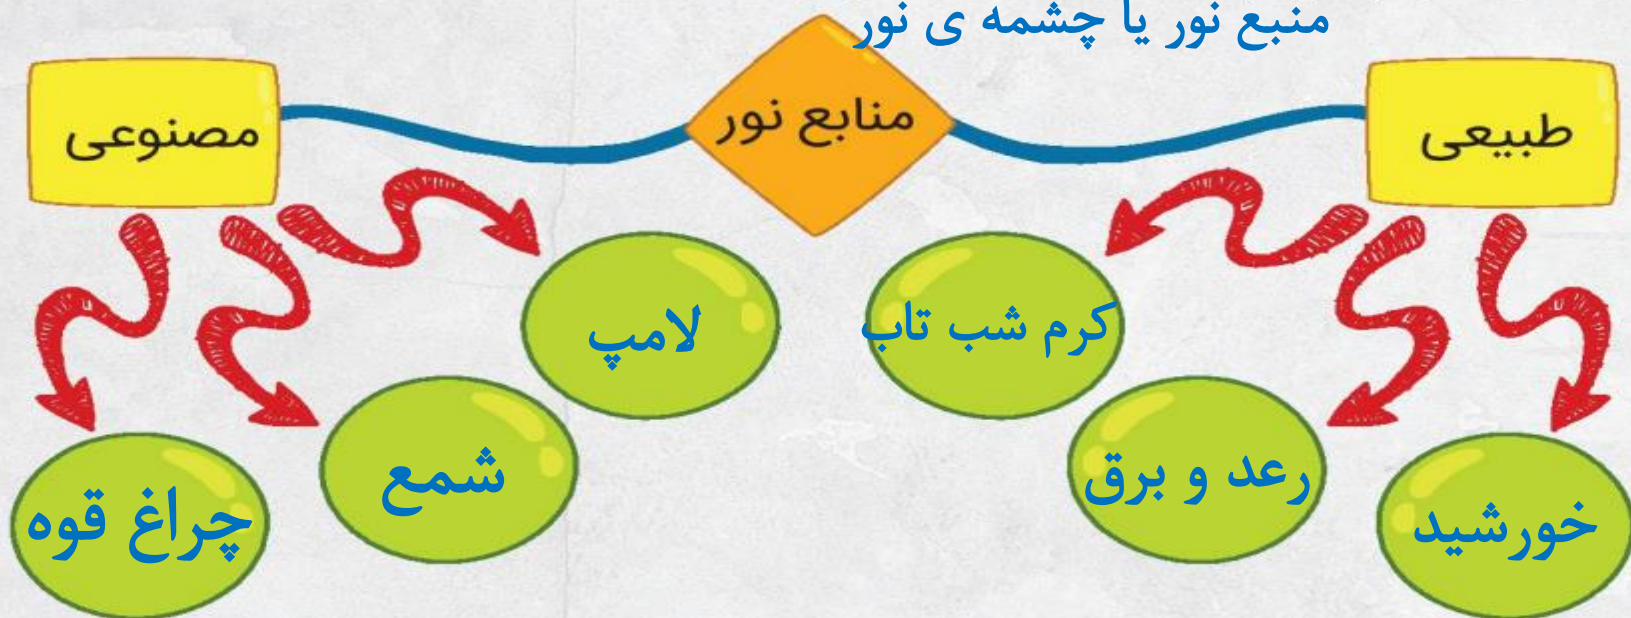 منبع نور یا چشمه ی نور
طبیعی
منابع نور
مصنوعی
کرم شب تاب
لامپ
رعد و برق
شمع
خورشید
چراغ قوه